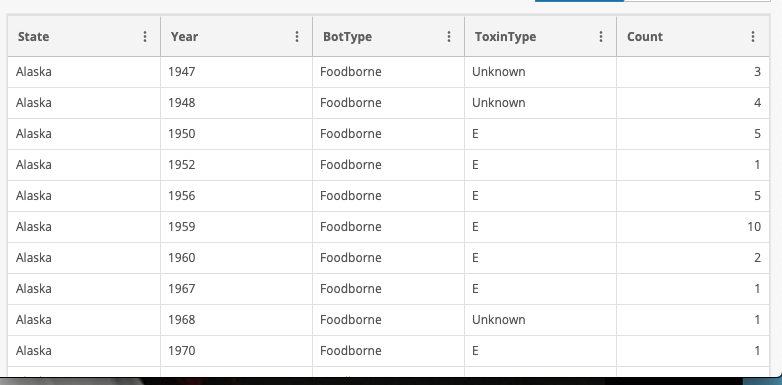 State Year BotType ToxinType Count
Alaska 1947 Foodborne Unknown 3
Alaska 1948 Foodborne Unknown 4
Alaska 1950 Foodborne E 5
Alaska 1952 Foodborne E 1
Alaska 1956 Foodborne E 5
Alaska 1959 Foodborne E 10
Alaska 1960 Foodborne E 2
Alaska 1967 Foodborne E 1
Alaska 1968 Foodborne Unknown 1
Alaska 1970 Foodborne E 1